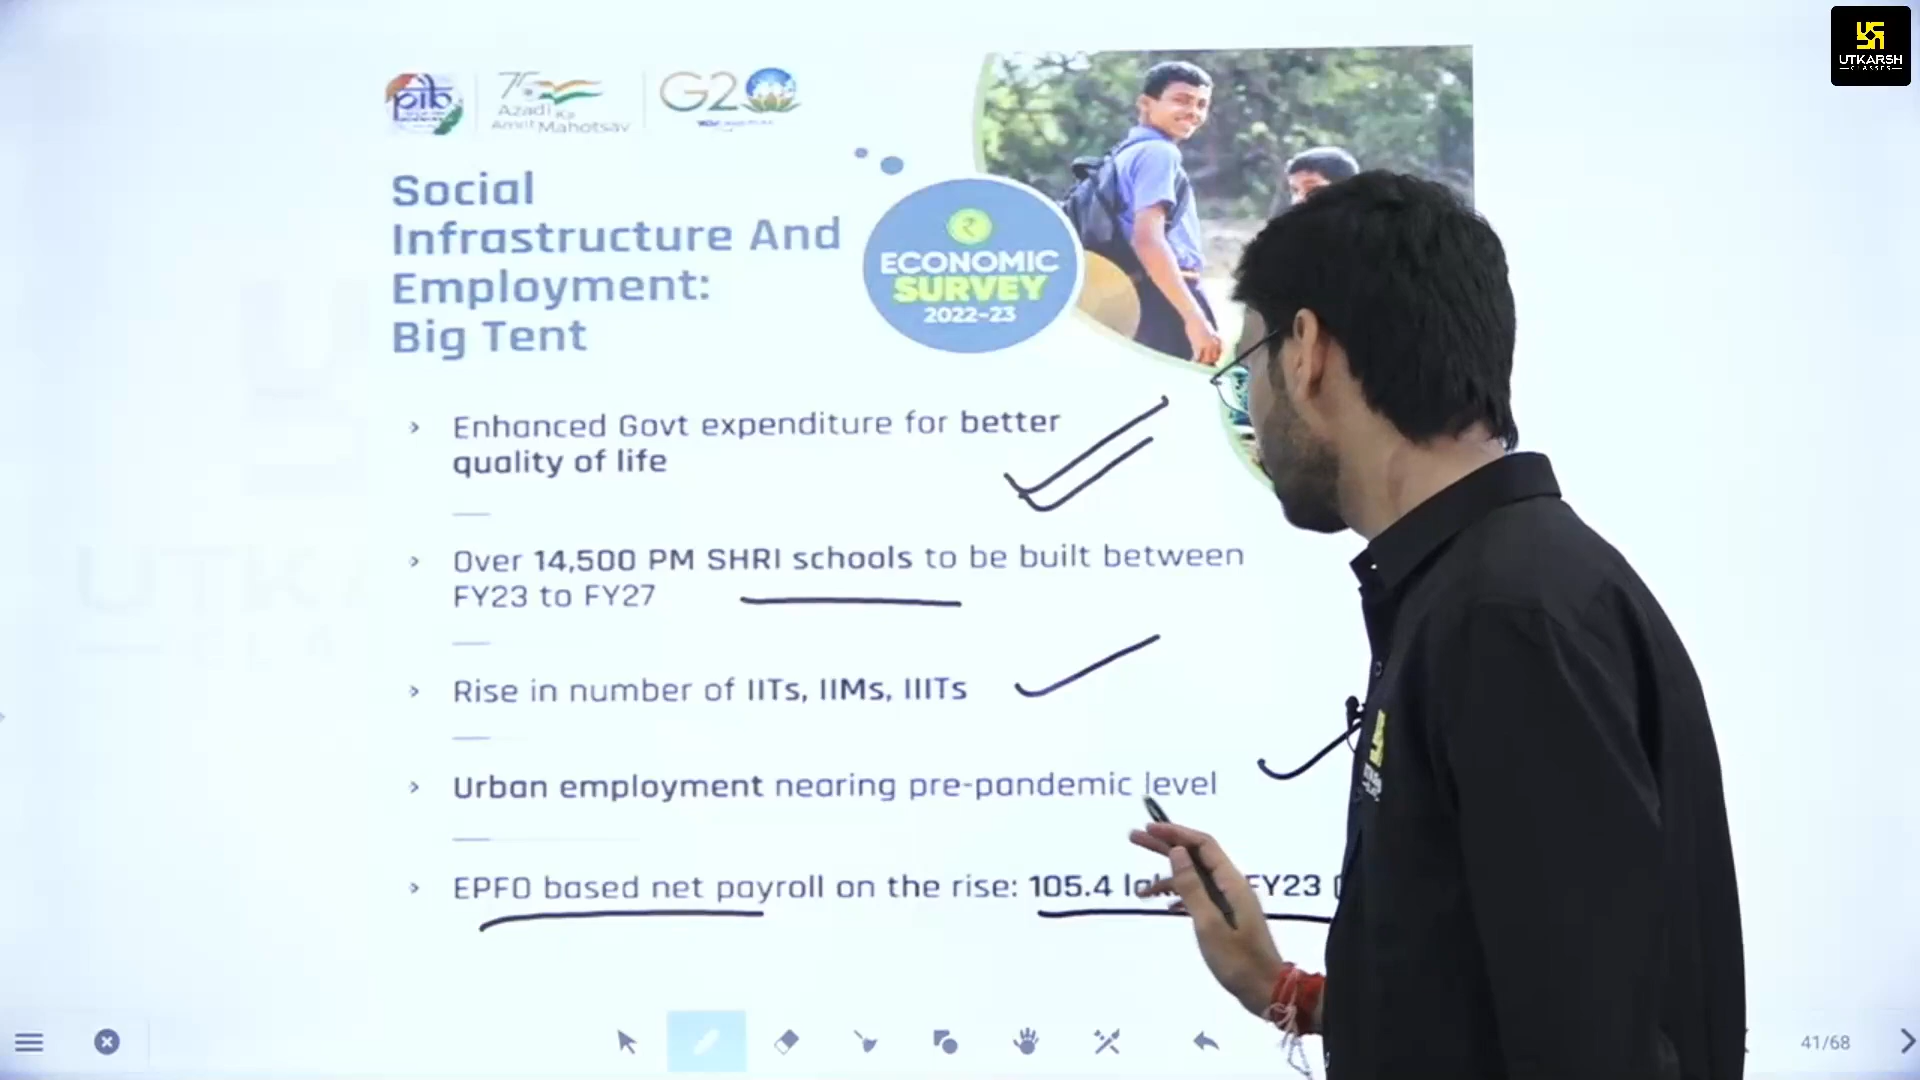 UTKARSH
CLASSES
pib
75
Azadi Ka
Amrit Mahotsav
G20
Social
Infrastructure And
Employment:
Big Tent
₹
ECONOMIC
SURVEY
2022-23
> Enhanced Govt expenditure for better
quality of life
> Over 14,500 PM SHRI schools to be built between
FY23 to FY27
> Rise in number of IITs, IIMs, IIITs
> Urban employment nearing pre-pandemic level
> EPFO based net payroll on the rise: 105.4 FY23
41/68